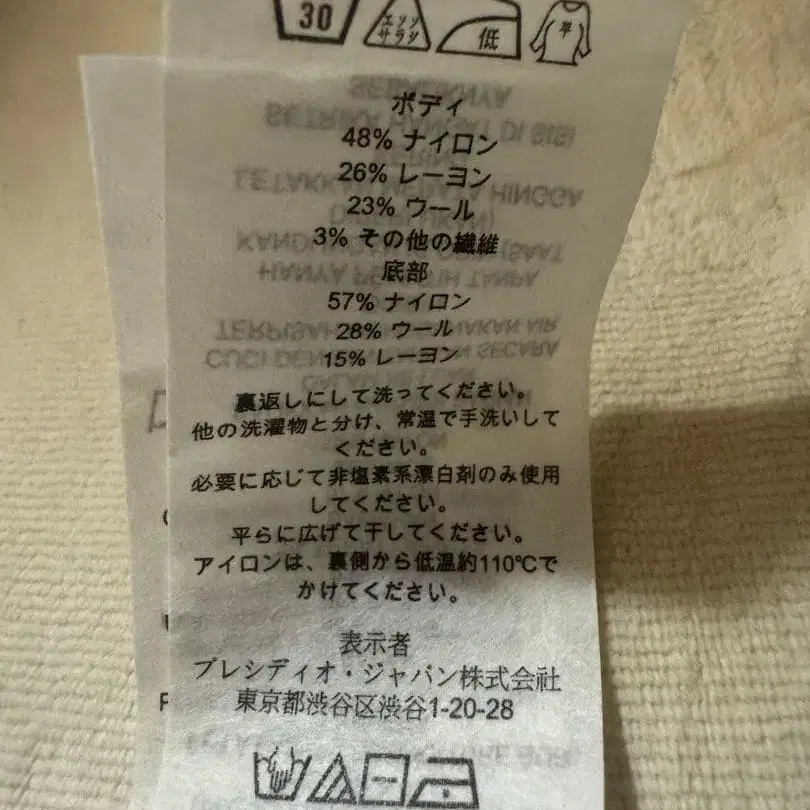 30
エンソ
サラシ
低
平
ボディ
48% ナイロン
26% レーヨン
23% ウール
3% その他の繊維
底部
57% ナイロン
28% ウール
15% レーヨン
裏返しにして洗ってください。
他の洗濯物と分け、常温で手洗いして
ください。
必要に応じて非塩素系漂白剤のみ使用
してください。
平らに広げて干してください。
アイロンは、裏側から低温約110℃で
かけてください。
表示者
プレシディオ・ジャパン株式会社
東京都渋谷区渋谷1-20-28